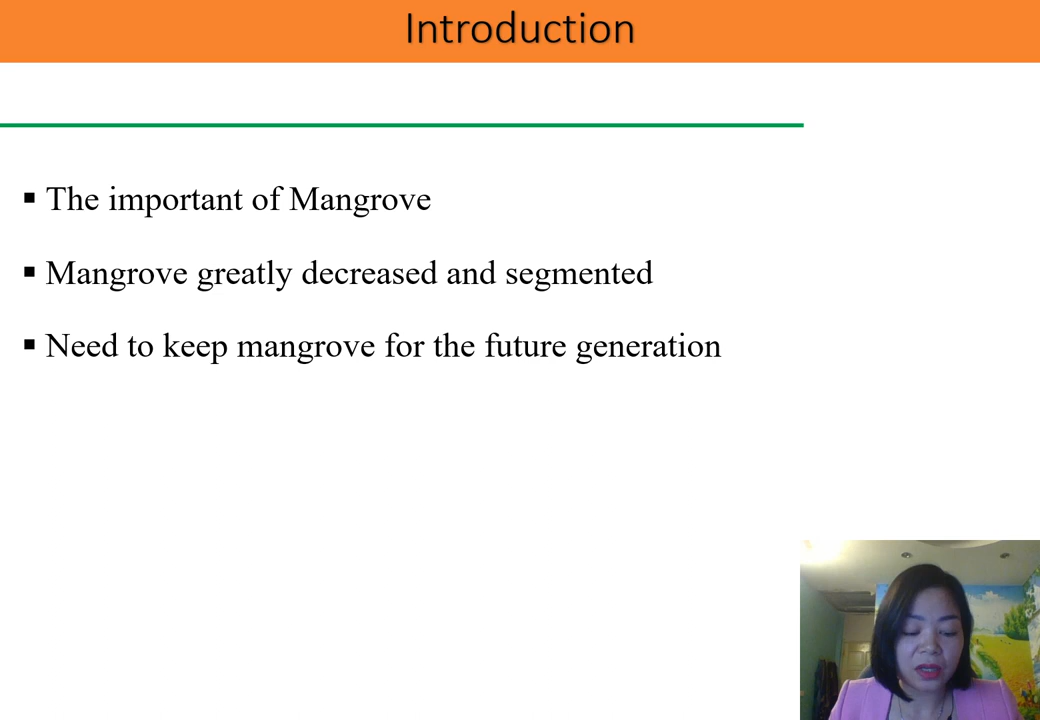 Introduction
▪ The important of Mangrove
▪ Mangrove greatly decreased and segmented
▪ Need to keep mangrove for the future generation